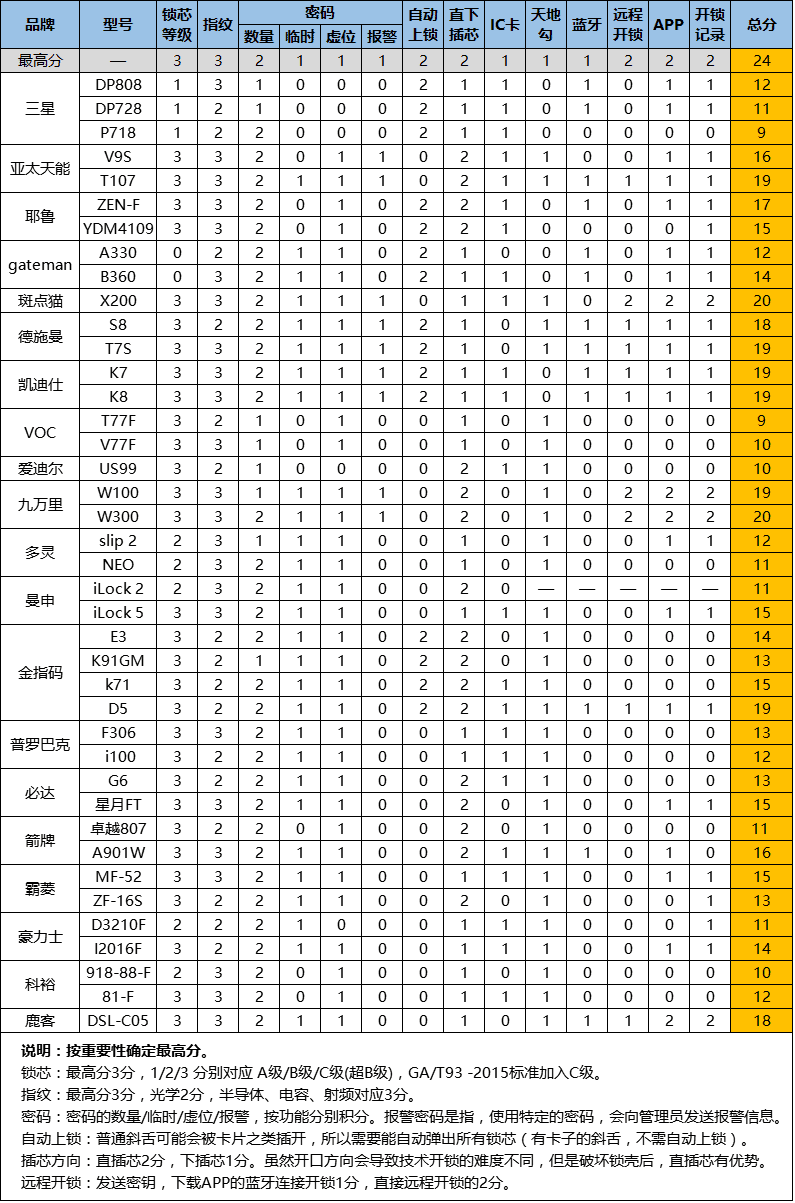 品牌 型号 锁芯等级 指纹 密码 自动上锁 直下插芯 IC卡 天地勾 蓝牙 远程开锁 APP 开锁记录 总分
数量 临时 虚位 报警
最高分 — 3 3 2 1 1 1 2 2 1 1 1 2 2 2 24
三星 DP808 1 3 1 0 0 0 2 1 1 0 1 0 1 1 12
DP728 1 2 1 0 0 0 2 1 1 0 1 0 1 1 11
P718 1 2 2 0 0 0 2 1 1 0 0 0 0 0 9
亚太天能 V9S 3 3 2 0 1 1 0 2 1 1 0 0 1 1 16
T107 3 3 2 1 1 1 0 2 1 1 1 1 1 1 19
耶鲁 ZEN-F 3 3 2 0 1 0 2 2 1 0 1 0 1 1 17
YDM4109 3 3 2 0 1 0 2 2 1 0 0 0 0 1 15
gateman A330 0 2 2 1 1 0 2 1 0 0 1 0 1 1 12
B360 0 3 2 1 1 0 2 1 1 0 1 0 1 1 14
斑点猫 X200 3 3 2 1 1 1 0 1 1 1 0 2 2 2 20
德施曼 S8 3 2 2 1 1 1 2 1 0 1 1 1 1 1 18
T7S 3 3 2 1 1 1 2 1 0 1 1 1 1 1 19
凯迪仕 K7 3 3 2 1 1 1 2 1 1 0 1 1 1 1 19
K8 3 3 2 1 1 1 2 1 1 0 1 1 1 1 19
VOC T77F 3 2 1 0 1 0 0 1 0 1 0 0 0 0 9
V77F 3 3 1 0 1 0 0 1 0 1 0 0 0 0 10
爱迪尔 US99 3 2 1 0 0 0 0 2 1 1 0 0 0 0 10
九万里 W100 3 3 1 1 1 1 0 2 0 1 0 2 2 2 19
W300 3 3 2 1 1 1 0 2 0 1 0 2 2 2 20
多灵 slip 2 2 3 1 1 1 0 0 1 0 1 0 0 1 1 12
NEO 2 3 2 1 1 0 0 1 0 1 0 0 0 0 11
曼申 iLock 2 2 3 2 1 1 0 0 2 0 — — — — — 11
iLock 5 3 3 2 1 1 0 0 1 1 1 0 0 1 1 15
金指码 E3 3 2 2 1 1 0 2 2 0 1 0 0 0 0 14
K91GM 3 2 1 1 1 0 2 2 0 1 0 0 0 0 13
k71 3 2 2 1 1 0 2 2 1 1 0 0 0 0 15
D5 3 2 2 1 1 0 2 2 1 1 1 1 1 1 19
普罗巴克 F306 3 3 2 1 1 0 0 1 1 1 0 0 0 0 13
i100 3 2 2 1 1 0 0 1 1 1 0 0 0 0 12
必达 G6 3 2 2 1 1 0 0 2 1 1 0 0 0 0 13
星月FT 3 3 2 1 1 0 0 2 0 1 0 0 1 1 15
箭牌 卓越807 3 2 2 0 1 0 0 2 0 1 0 0 0 0 11
A901W 3 3 2 1 1 0 0 2 1 1 1 0 1 0 16
霸菱 MF-52 3 3 2 1 1 0 0 1 1 1 0 0 1 1 15
ZF-16S 3 2 2 1 1 0 0 2 0 1 0 0 0 1 13
豪力士 D3210F 2 2 2 1 0 0 0 1 1 1 0 0 0 1 11
I2016F 3 2 2 1 1 0 0 1 1 1 0 0 1 1 14
科裕 918-88-F 2 3 2 0 1 0 0 1 0 1 0 0 0 0 10
81-F 3 3 2 0 1 0 0 1 1 1 0 0 0 0 12
鹿客 DSL-C05 3 3 2 1 1 0 0 1 0 1 1 1 2 2 18
说明：按重要性确定最高分。
锁芯：最高分3分，1/2/3 分别对应 A级/B级/C级(超B级)，GA/T93 -2015标准加入C级。
指纹：最高分3分，光学2分，半导体、电容、射频对应3分。
密码：密码的数量/临时/虚位/报警，按功能分别积分。报警密码是指，使用特定的密码，会向管理员发送报警信息。
自动上锁：普通斜舌可能会被卡片之类插开，所以需要能自动弹出所有锁芯（有卡子的斜舌，不需自动上锁）。
插芯方向：直插芯2分，下插芯1分。虽然开口方向会导致技术开锁的难度不同，但是破坏锁壳后，直插芯有优势。
远程开锁：发送密钥，下载APP的蓝牙连接开锁1分，直接远程开锁的2分。